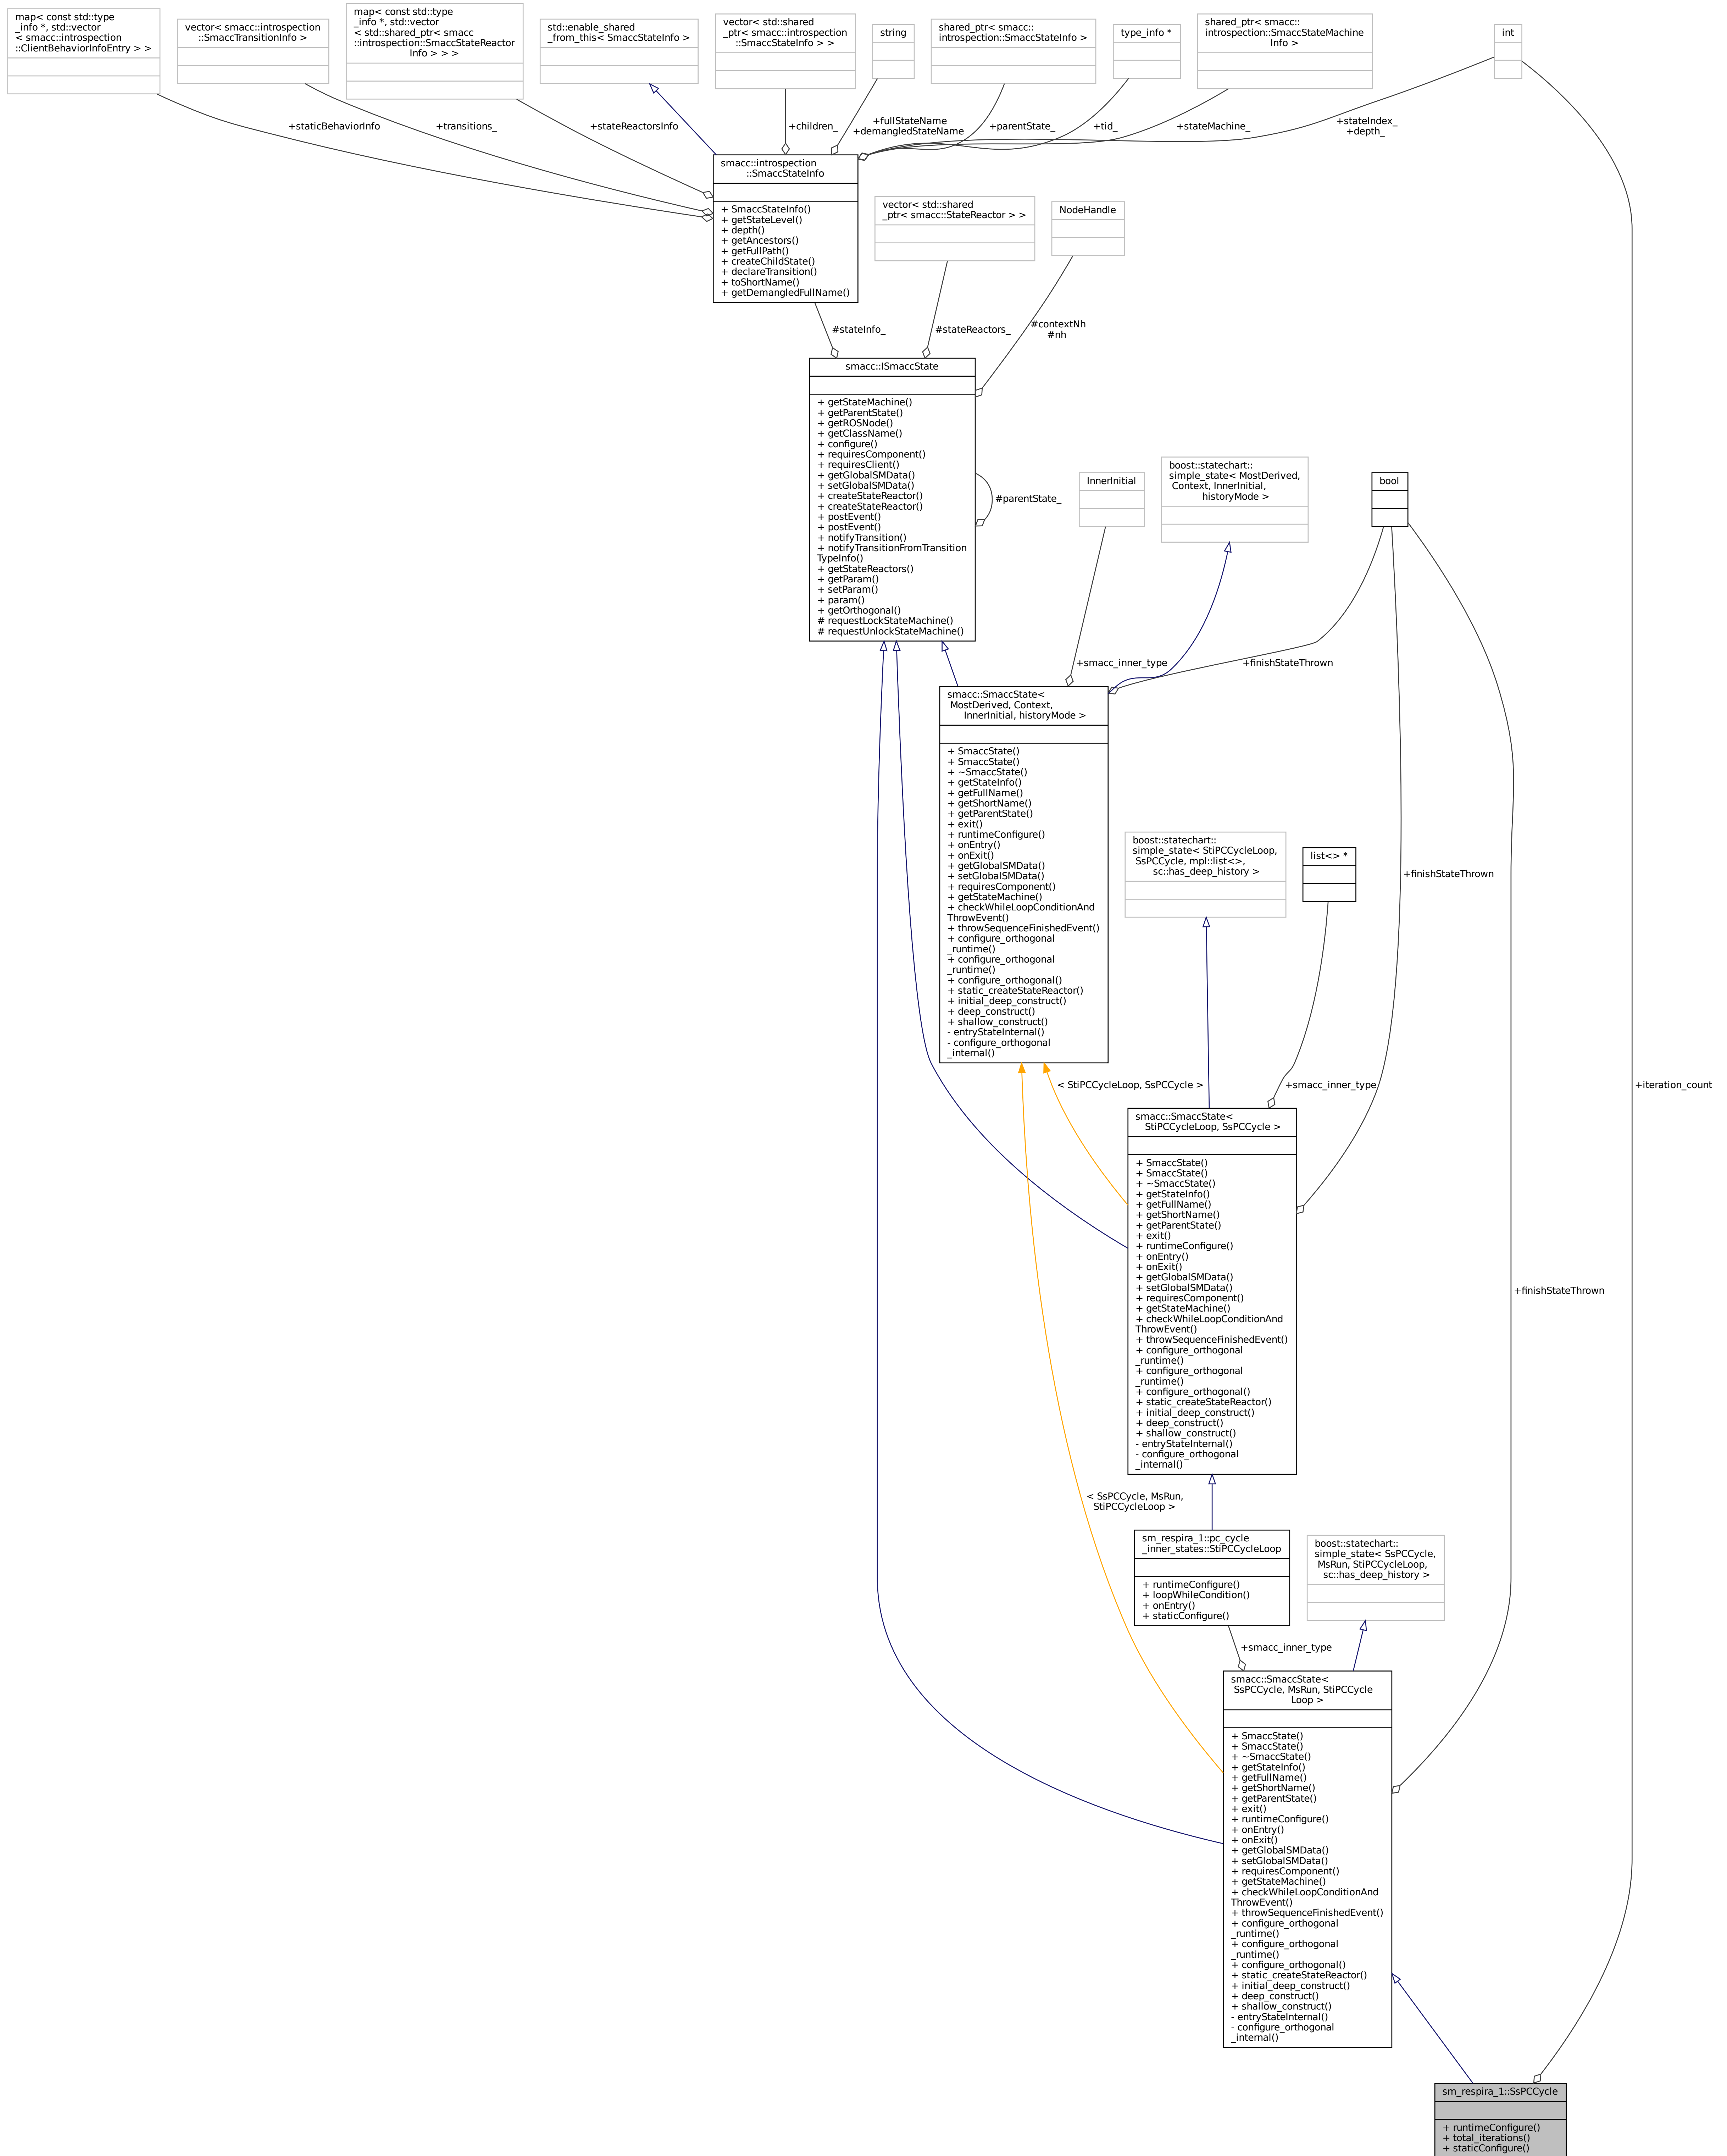 map< const std::type
_info *, std::vector
< smacc::introspection
::ClientBehaviorInfoEntry > >
vector< smacc::introspection
::SmaccTransitionInfo >
map< const std::type
_info *, std::vector
< std::shared_ptr< smacc
::introspection::SmaccStateReactor
Info > > >
std::enable_shared
_from_this< SmaccStateInfo >
vector< std::shared
_ptr< smacc::introspection
::SmaccStateInfo > >
string
shared_ptr< smacc::
introspection::SmaccStateInfo >
type_info *
shared_ptr< smacc::
introspection::SmaccStateMachine
Info >
int
+staticBehaviorInfo
+transitions_
+stateReactorsInfo
+children_
+fullStateName
+demangledStateName
+parentState_
+tid_
+stateMachine_
+stateIndex_
+depth_
smacc::introspection
::SmaccStateInfo
+ SmaccStateInfo()
+ getStateLevel()
+ depth()
+ getAncestors()
+ getFullPath()
+ createChildState()
+ declareTransition()
+ toShortName()
+ getDemangledFullName()
vector< std::shared
_ptr< smacc::StateReactor > >
NodeHandle
#stateInfo_
#stateReactors_
#contextNh
#nh
smacc::ISmaccState
+ getStateMachine()
+ getParentState()
+ getROSNode()
+ getClassName()
+ configure()
+ requiresComponent()
+ requiresClient()
+ getGlobalSMData()
+ setGlobalSMData()
+ createStateReactor()
+ createStateReactor()
+ postEvent()
+ postEvent()
+ notifyTransition()
+ notifyTransitionFromTransition
TypeInfo()
+ getStateReactors()
+ getParam()
+ setParam()
+ param()
+ getOrthogonal()
# requestLockStateMachine()
# requestUnlockStateMachine()
#parentState_
InnerInitial
boost::statechart::
simple_state< MostDerived,
Context, InnerInitial,
historyMode >
bool
+smacc_inner_type
+finishStateThrown
smacc::SmaccState<
MostDerived, Context,
InnerInitial, historyMode >
+ SmaccState()
+ SmaccState()
+ ~SmaccState()
+ getStateInfo()
+ getFullName()
+ getShortName()
+ getParentState()
+ exit()
+ runtimeConfigure()
+ onEntry()
+ onExit()
+ getGlobalSMData()
+ setGlobalSMData()
+ requiresComponent()
+ getStateMachine()
+ checkWhileLoopConditionAnd
ThrowEvent()
+ throwSequenceFinishedEvent()
+ configure_orthogonal
_runtime()
+ configure_orthogonal
_runtime()
+ configure_orthogonal()
+ static_createStateReactor()
+ initial_deep_construct()
+ deep_construct()
+ shallow_construct()
- entryStateInternal()
- configure_orthogonal
_internal()
boost::statechart::
simple_state< StiPCCycleLoop,
SsPCCycle, mpl::list<>,
sc::has_deep_history >
list<> *
+finishStateThrown
< StiPCCycleLoop, SsPCCycle >
+smacc_inner_type
+iteration_count
smacc::SmaccState<
StiPCCycleLoop, SsPCCycle >
+ SmaccState()
+ SmaccState()
+ ~SmaccState()
+ getStateInfo()
+ getFullName()
+ getShortName()
+ getParentState()
+ exit()
+ runtimeConfigure()
+ onEntry()
+ onExit()
+ getGlobalSMData()
+ setGlobalSMData()
+ requiresComponent()
+ getStateMachine()
+ checkWhileLoopConditionAnd
ThrowEvent()
+ throwSequenceFinishedEvent()
+ configure_orthogonal
_runtime()
+ configure_orthogonal
_runtime()
+ configure_orthogonal()
+ static_createStateReactor()
+ initial_deep_construct()
+ deep_construct()
+ shallow_construct()
- entryStateInternal()
- configure_orthogonal
_internal()
+finishStateThrown
< SsPCCycle, MsRun,
StiPCCycleLoop >
sm_respira_1::pc_cycle
_inner_states::StiPCCycleLoop
+ runtimeConfigure()
+ loopWhileCondition()
+ onEntry()
+ staticConfigure()
boost::statechart::
simple_state< SsPCCycle,
MsRun, StiPCCycleLoop,
sc::has_deep_history >
+smacc_inner_type
smacc::SmaccState<
SsPCCycle, MsRun, StiPCCycle
Loop >
+ SmaccState()
+ SmaccState()
+ ~SmaccState()
+ getStateInfo()
+ getFullName()
+ getShortName()
+ getParentState()
+ exit()
+ runtimeConfigure()
+ onEntry()
+ onExit()
+ getGlobalSMData()
+ setGlobalSMData()
+ requiresComponent()
+ getStateMachine()
+ checkWhileLoopConditionAnd
ThrowEvent()
+ throwSequenceFinishedEvent()
+ configure_orthogonal
_runtime()
+ configure_orthogonal
_runtime()
+ configure_orthogonal()
+ static_createStateReactor()
+ initial_deep_construct()
+ deep_construct()
+ shallow_construct()
- entryStateInternal()
- configure_orthogonal
_internal()
sm_respira_1::SsPCCycle
+ runtimeConfigure()
+ total_iterations()
+ staticConfigure()